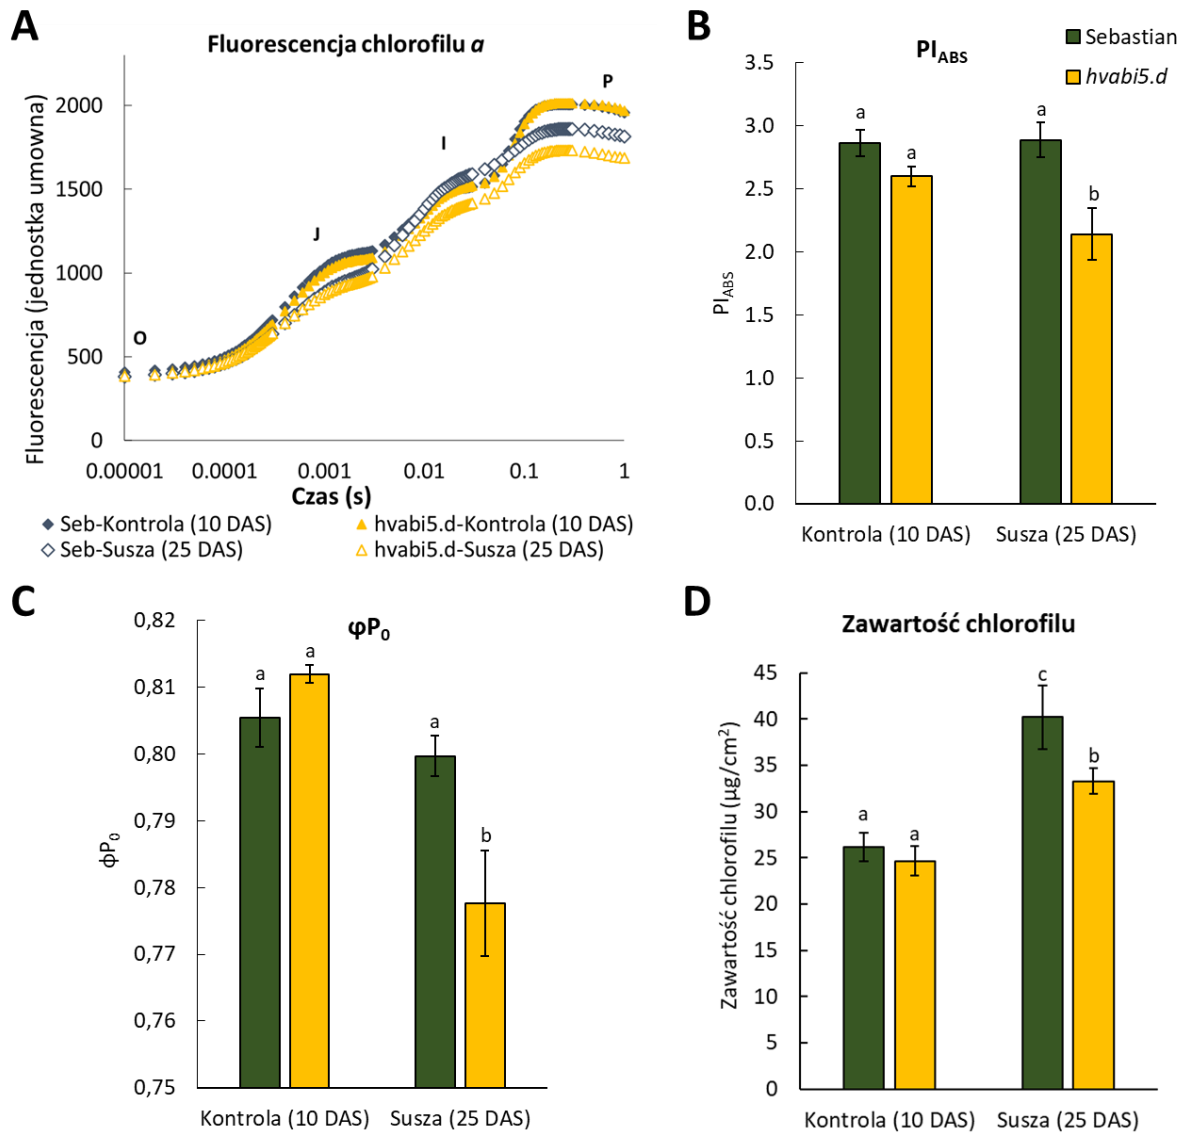 A
Fluorescencja chlorofilu a
Fluorescencja (jednostka umowna)
2000
1500
1000
500
0
O
J
I
P
0.00001 0.0001 0.001 0.01 0.1 1
Czas (s)
Seb-Kontrola (10 DAS) hvabi5.d-Kontrola (10 DAS)
Seb-Susza (25 DAS) hvabi5.d-Susza (25 DAS)
B
PI_ABS
Sebastian
hvabi5.d
PI_ABS
3.5
3.0
2.5
2.0
1.5
1.0
0.5
0.0
a a a b
Kontrola (10 DAS) Susza (25 DAS)
C
φP₀
ϕP₀
0,82
0,81
0,80
0,79
0,78
0,77
0,76
0,75
a a a b
Kontrola (10 DAS) Susza (25 DAS)
D
Zawartość chlorofilu
Zawartość chlorofilu (µg/cm²)
45
40
35
30
25
20
15
10
5
0
a a c b
Kontrola (10 DAS) Susza (25 DAS)